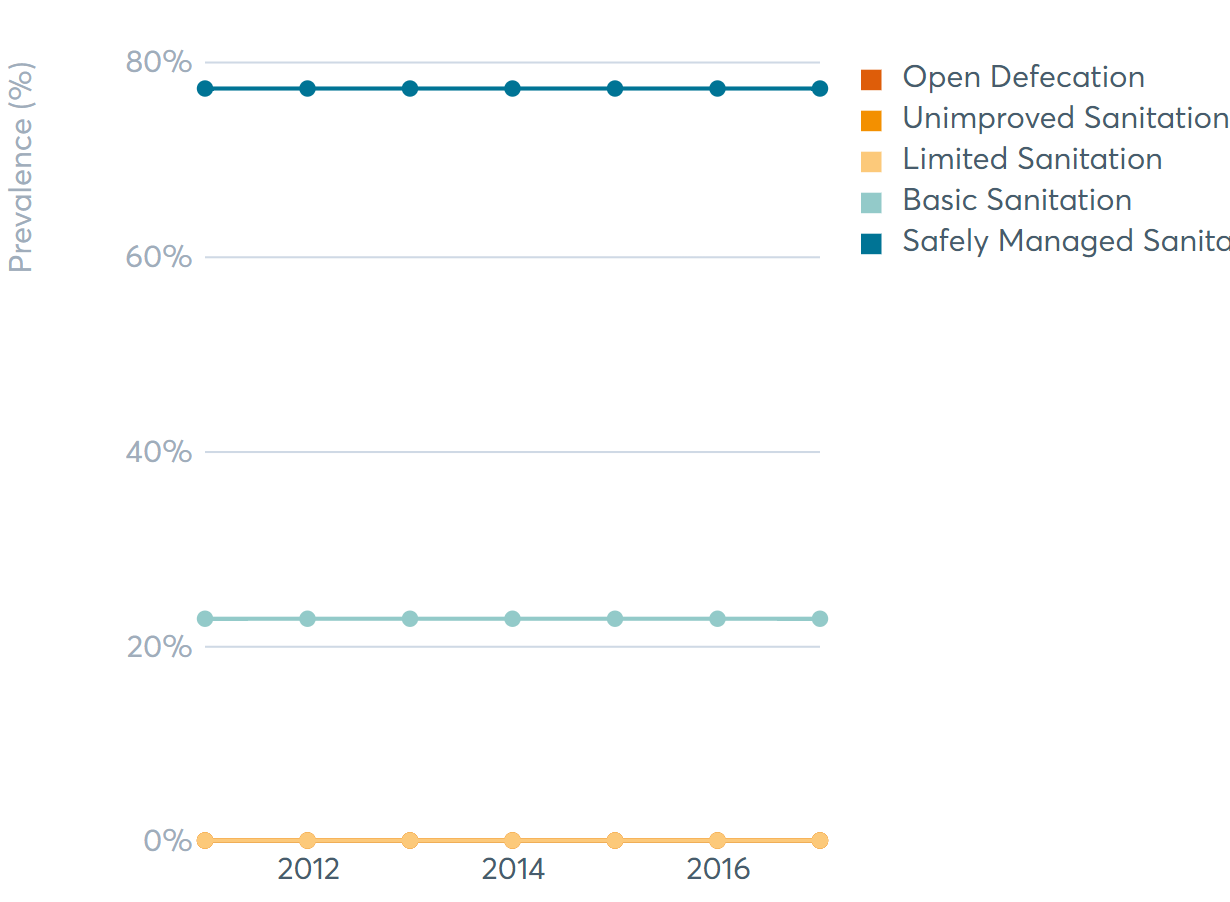 Prevalence (%)
80%
60%
40%
20%
0%
2012
2014
2016
Open Defecation
Unimproved Sanitation
Limited Sanitation
Basic Sanitation
Safely Managed Sanita